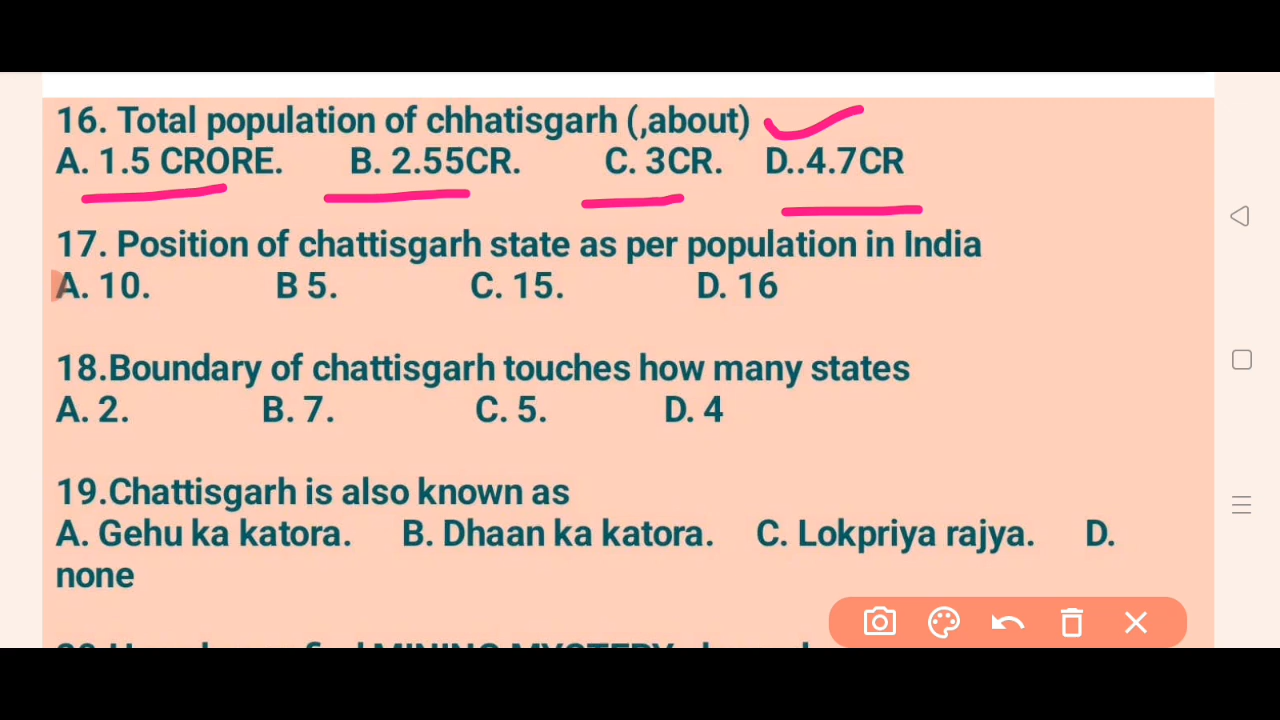 16. Total population of chhatisgarh (,about)
A. 1.5 CRORE. B. 2.55CR. C. 3CR. D..4.7CR
17. Position of chattisgarh state as per population in India
A. 10. B 5. C. 15. D. 16
18.Boundary of chattisgarh touches how many states
A. 2. B. 7. C. 5. D. 4
19.Chattisgarh is also known as
A. Gehu ka katora. B. Dhaan ka katora. C. Lokpriya rajya. D.
none
MINING MYSTERY